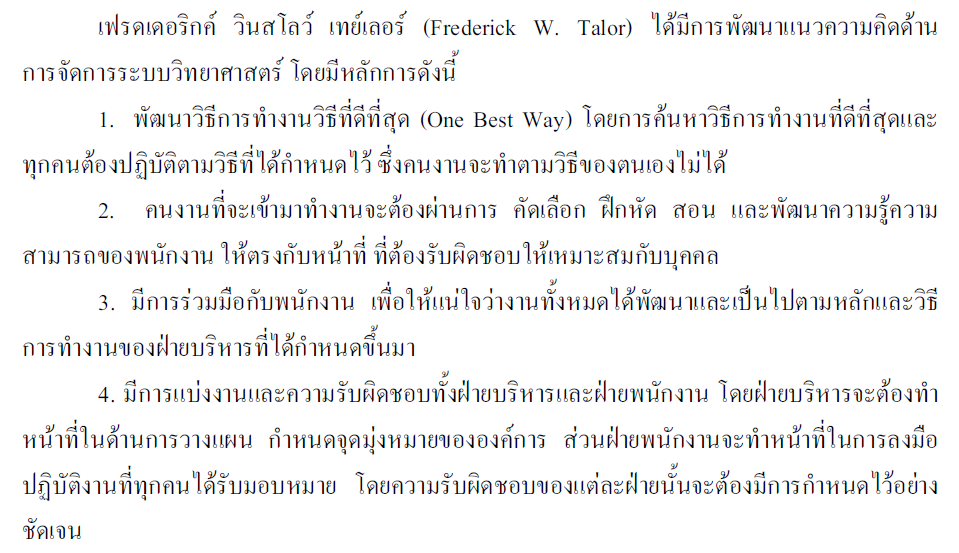 เฟรดเดอริกค์ วินสโลว์ เทย์เลอร์ (Frederick W. Talor) ได้มีการพัฒนาแนวความคิดด้าน
การจัดการระบบวิทยาศาสตร์ โดยมีหลักการดังนี้
1. พัฒนาวิธีการทำงานวิธีที่ดีที่สุด (One Best Way) โดยการค้นหาวิธีการทำงานที่ดีที่สุดและ
ทุกคนต้องปฏิบัติตามวิธีที่ได้กำหนดไว้ ซึ่งคนงานจะทำตามวิธีของตนเองไม่ได้
2. คนงานที่จะเข้ามาทำงานจะต้องผ่านการ คัดเลือก ฝึกหัด สอน และพัฒนาความรู้ความ
สามารถของพนักงาน ให้ตรงกับหน้าที่ ที่ต้องรับผิดชอบให้เหมาะสมกับบุคคล
3. มีการร่วมมือกับพนักงาน เพื่อให้แน่ใจว่างานทั้งหมดได้พัฒนาและเป็นไปตามหลักและวิธี
การทำงานของฝ่ายบริหารที่ได้กำหนดขึ้นมา
4. มีการแบ่งงานและความรับผิดชอบทั้งฝ่ายบริหารและฝ่ายพนักงาน โดยฝ่ายบริหารจะต้องทำ
หน้าที่ในด้านการวางแผน กำหนดจุดมุ่งหมายขององค์การ ส่วนฝ่ายพนักงานจะทำหน้าที่ในการลงมือ
ปฏิบัติงานที่ทุกคนได้รับมอบหมาย โดยความรับผิดชอบของแต่ละฝ่ายนั้นจะต้องมีการกำหนดไว้อย่าง
ชัดเจน